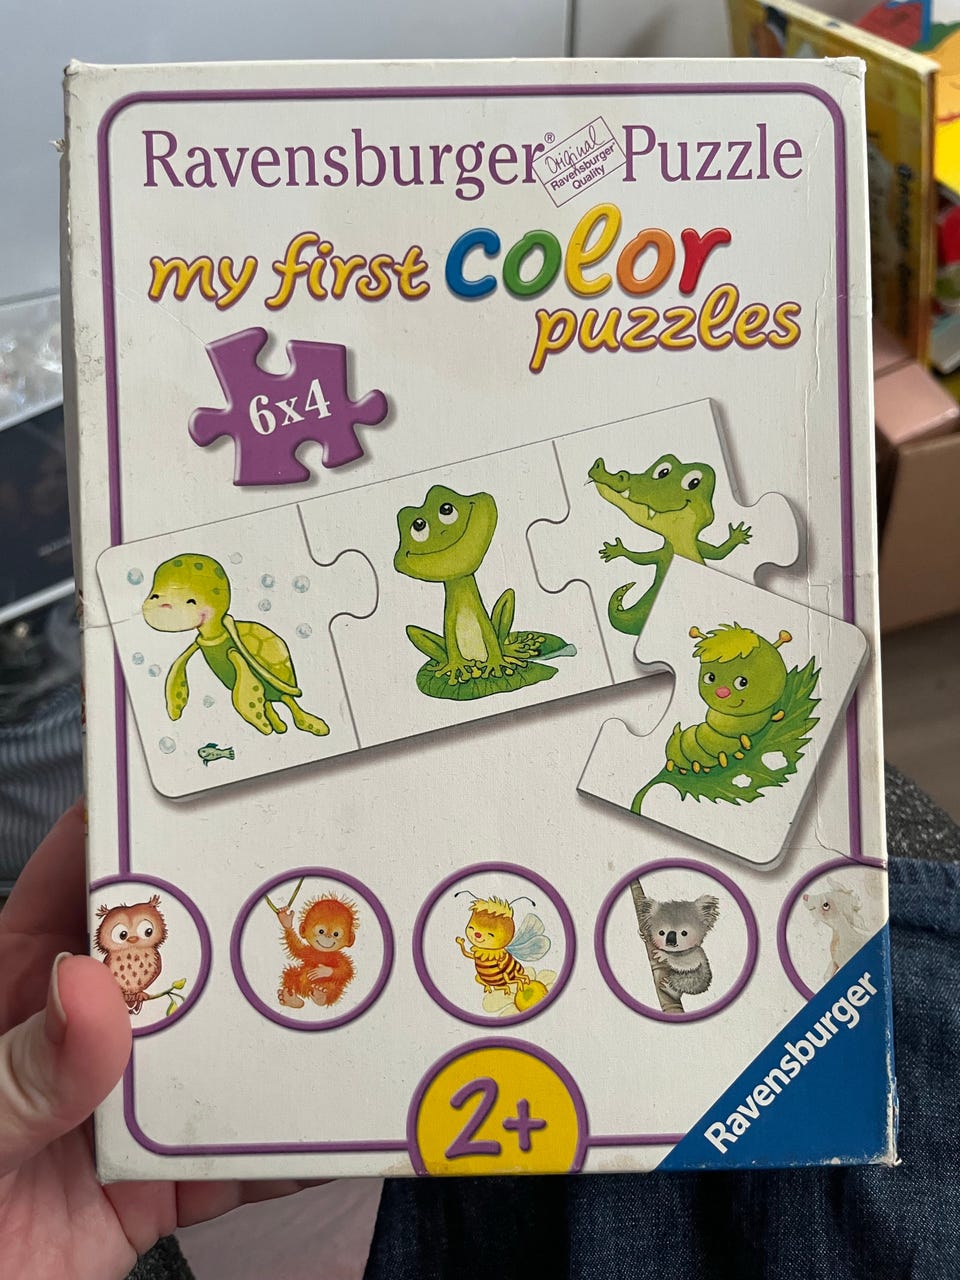 Ravensburger® Puzzle
Original
Ravensburger
Quality
my first color
puzzles
6x4
2+
Ravensburger